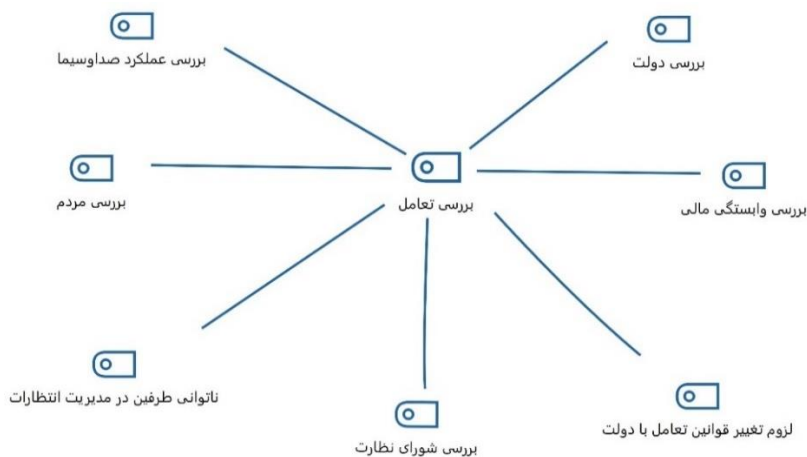 بررسی دولت
بررسی عملکرد صداوسیما
بررسی وابستگی مالی
بررسی تعامل
بررسی مردم
لزوم تغییر قوانین تعامل با دولت
بررسی شورای نظارت
ناتوانی طرفین در مدیریت انتظارات